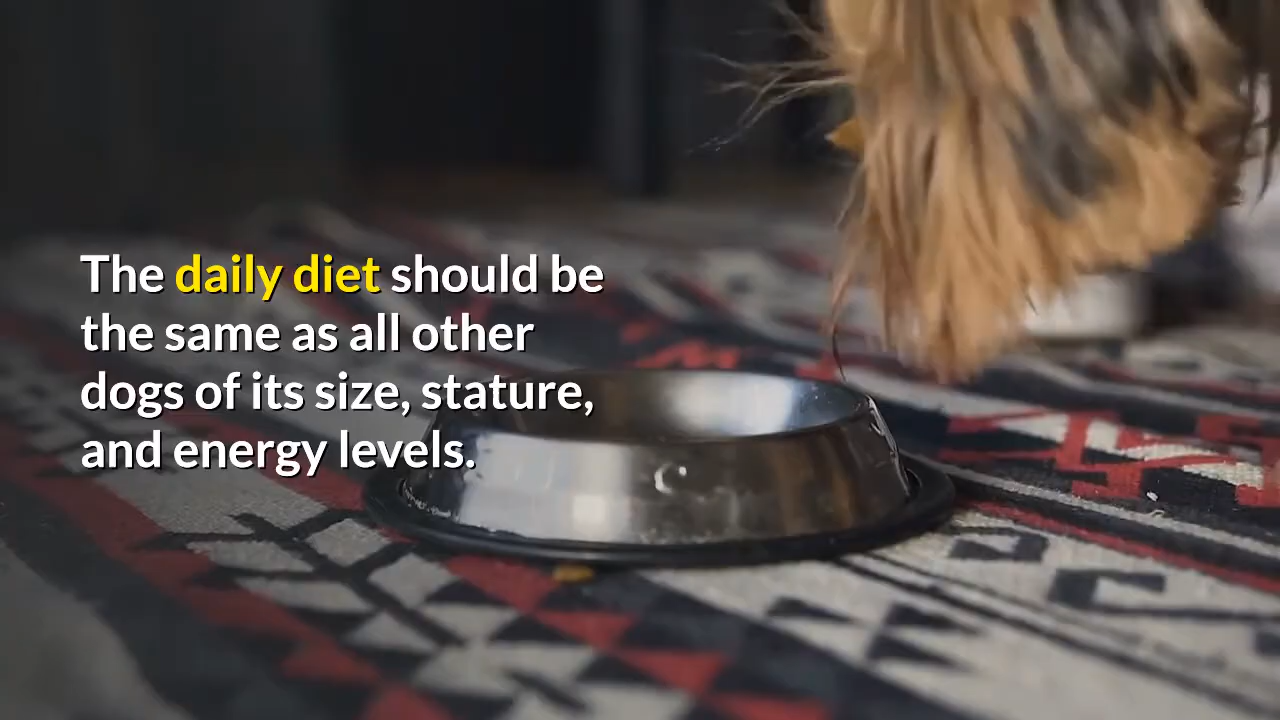 The daily diet should be
the same as all other
dogs of its size, stature,
and energy levels.